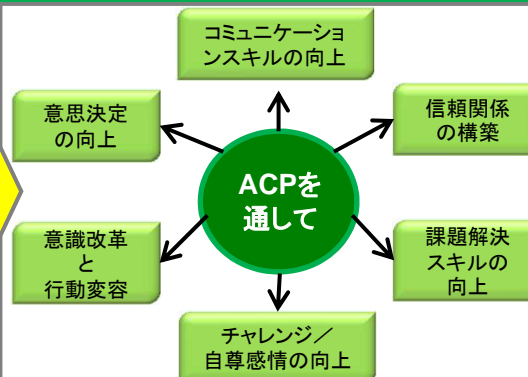 コミュニケーショ
ンスキルの向上
意思決定
の向上
信頼関係
の構築
ACPを
通して
意識改革
と
行動変容
課題解決
スキルの
向上
チャレンジ／
自尊感情の向上